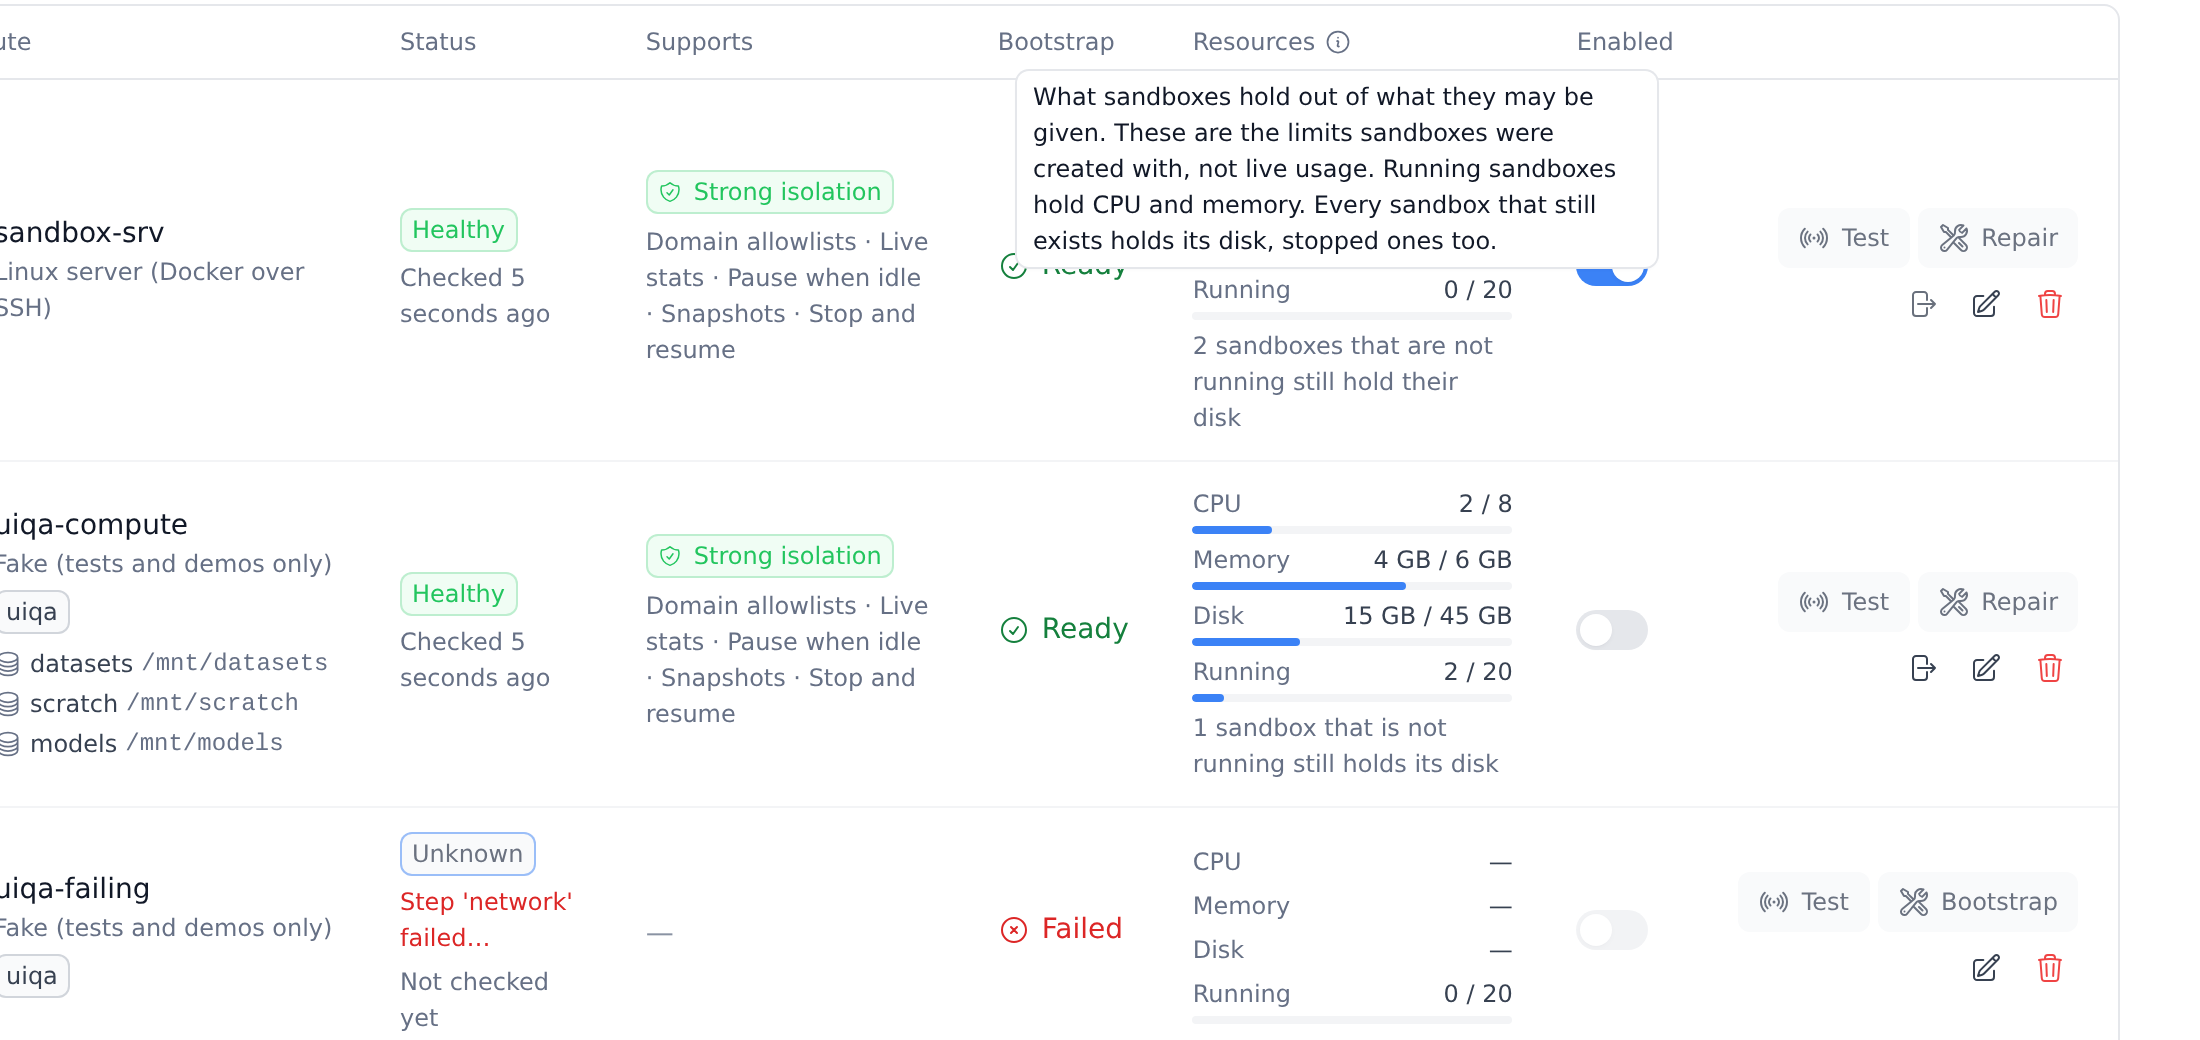 Status Supports Bootstrap Resources Enabled
What sandboxes hold out of what they may be
given. These are the limits sandboxes were
created with, not live usage. Running sandboxes
hold CPU and memory. Every sandbox that still
exists holds its disk, stopped ones too.
sandbox-srv
Linux server (Docker over
SSH)
Healthy
Checked 5
seconds ago
Strong isolation
Domain allowlists · Live
stats · Pause when idle
· Snapshots · Stop and
resume
Ready
Running 0 / 20
2 sandboxes that are not
running still hold their
disk
Test Repair
uiqa-compute
Fake (tests and demos only)
uiqa
datasets /mnt/datasets
scratch /mnt/scratch
models /mnt/models
Healthy
Checked 5
seconds ago
Strong isolation
Domain allowlists · Live
stats · Pause when idle
· Snapshots · Stop and
resume
Ready
CPU 2 / 8
Memory 4 GB / 6 GB
Disk 15 GB / 45 GB
Running 2 / 20
1 sandbox that is not
running still holds its disk
Test Repair
uiqa-failing
Fake (tests and demos only)
uiqa
Unknown
Step 'network'
failed...
Not checked
yet
—
Failed
CPU —
Memory —
Disk —
Running 0 / 20
Test Bootstrap